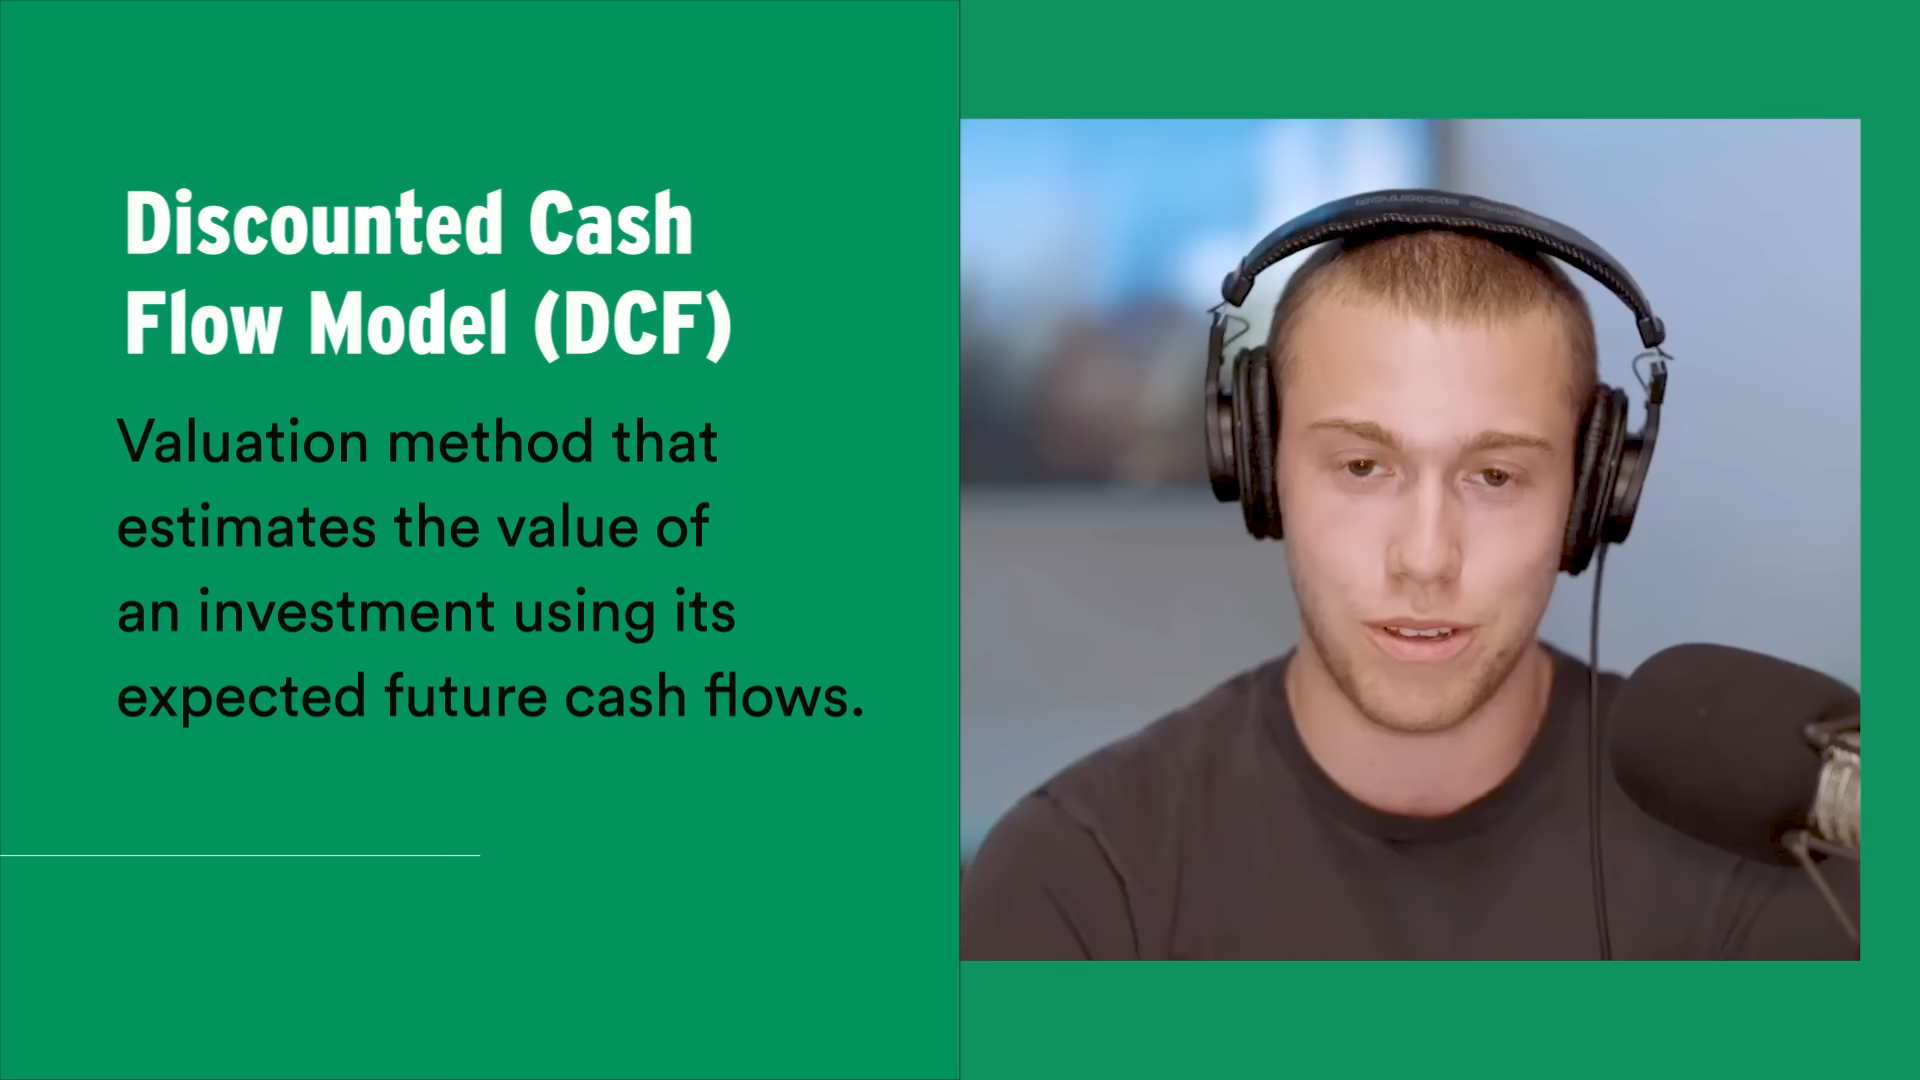 Discounted Cash
Flow Model (DCF)
Valuation method that
estimates the value of
an investment using its
expected future cash flows.